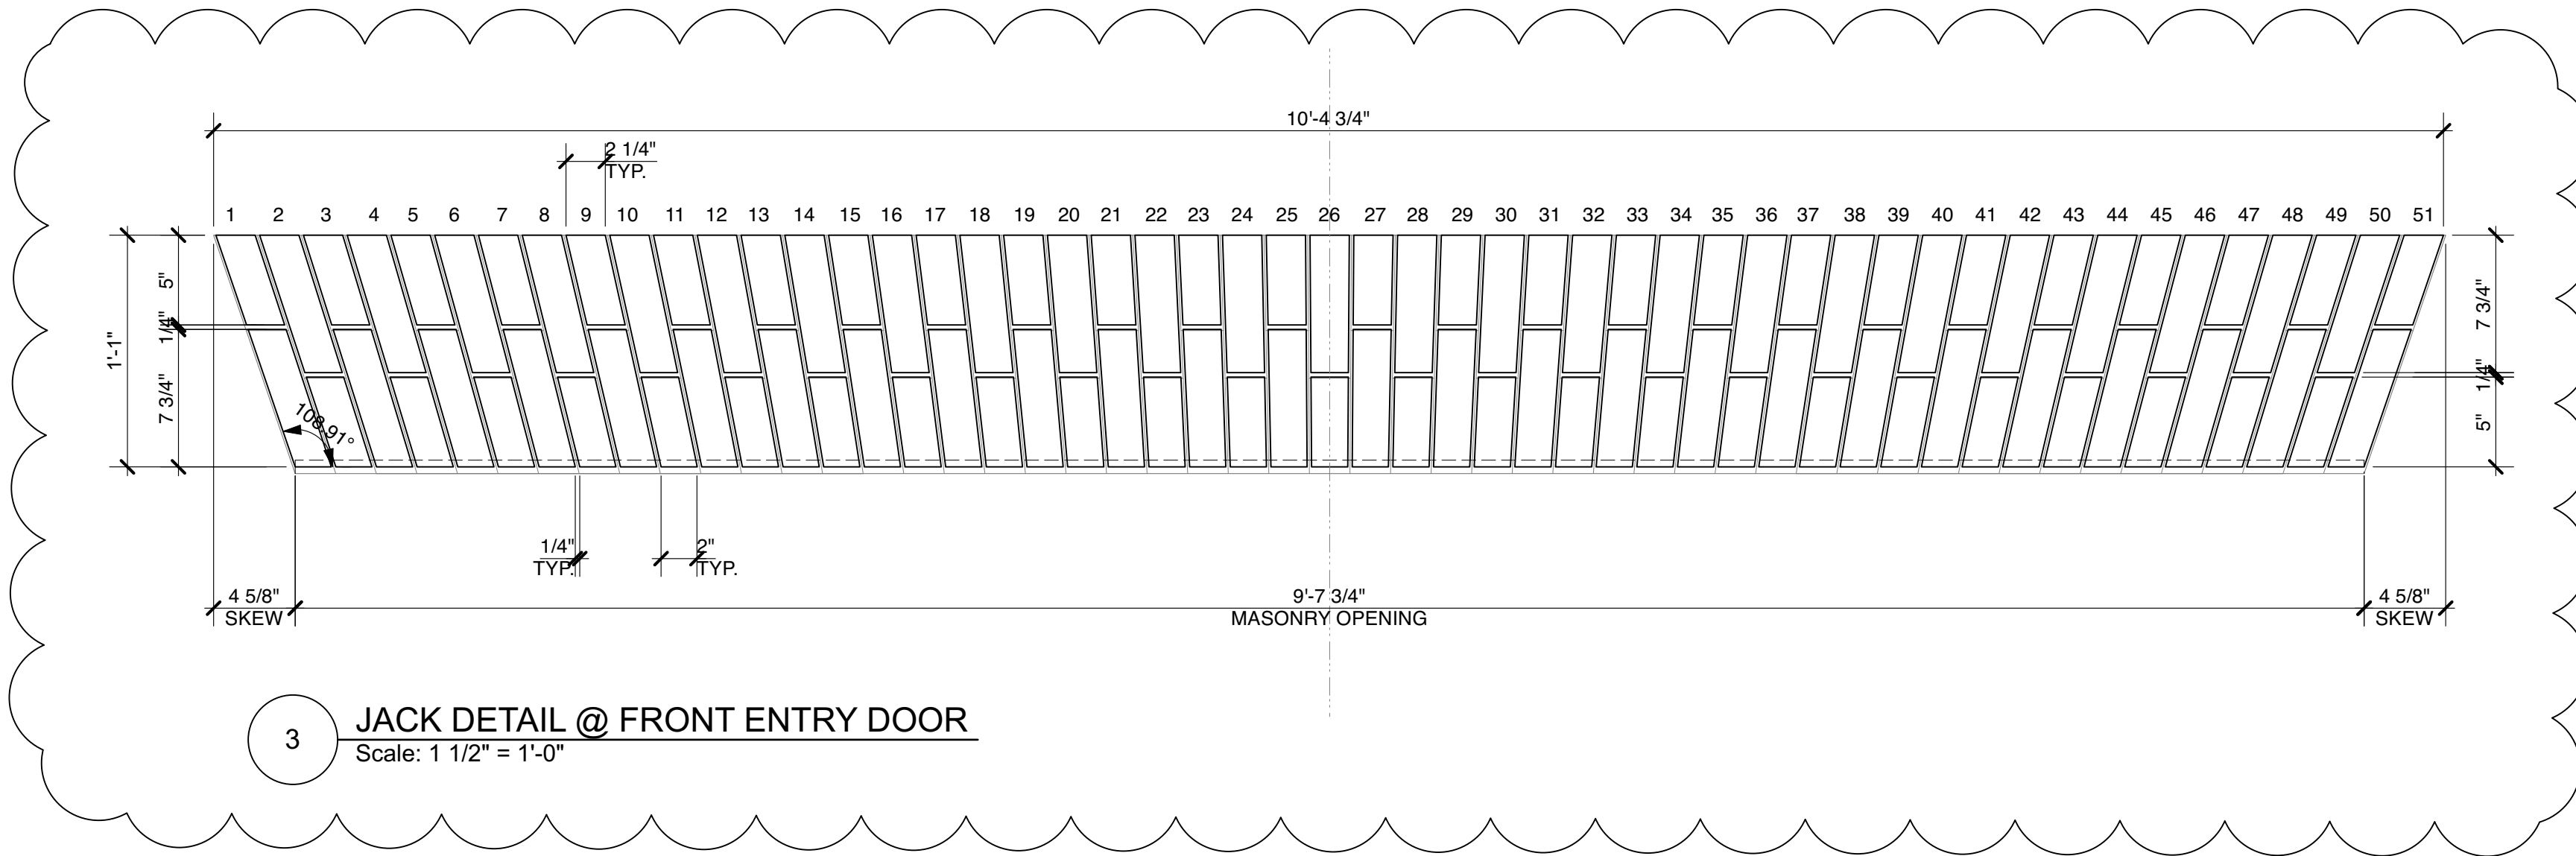 10'-4 3/4"
2 1/4"
TYP.
1 2 3 4 5 6 7 8 9 10 11 12 13 14 15 16 17 18 19 20 21 22 23 24 25 26 27 28 29 30 31 32 33 34 35 36 37 38 39 40 41 42 43 44 45 46 47 48 49 50 51
1'-1"
5"
1/4"
7 3/4"
7 3/4"
1/4"
5"
108.91°
1/4"
TYP.
2"
TYP.
4 5/8"
SKEW
9'-7 3/4"
MASONRY OPENING
4 5/8"
SKEW
3
JACK DETAIL @ FRONT ENTRY DOOR
Scale: 1 1/2" = 1'-0"